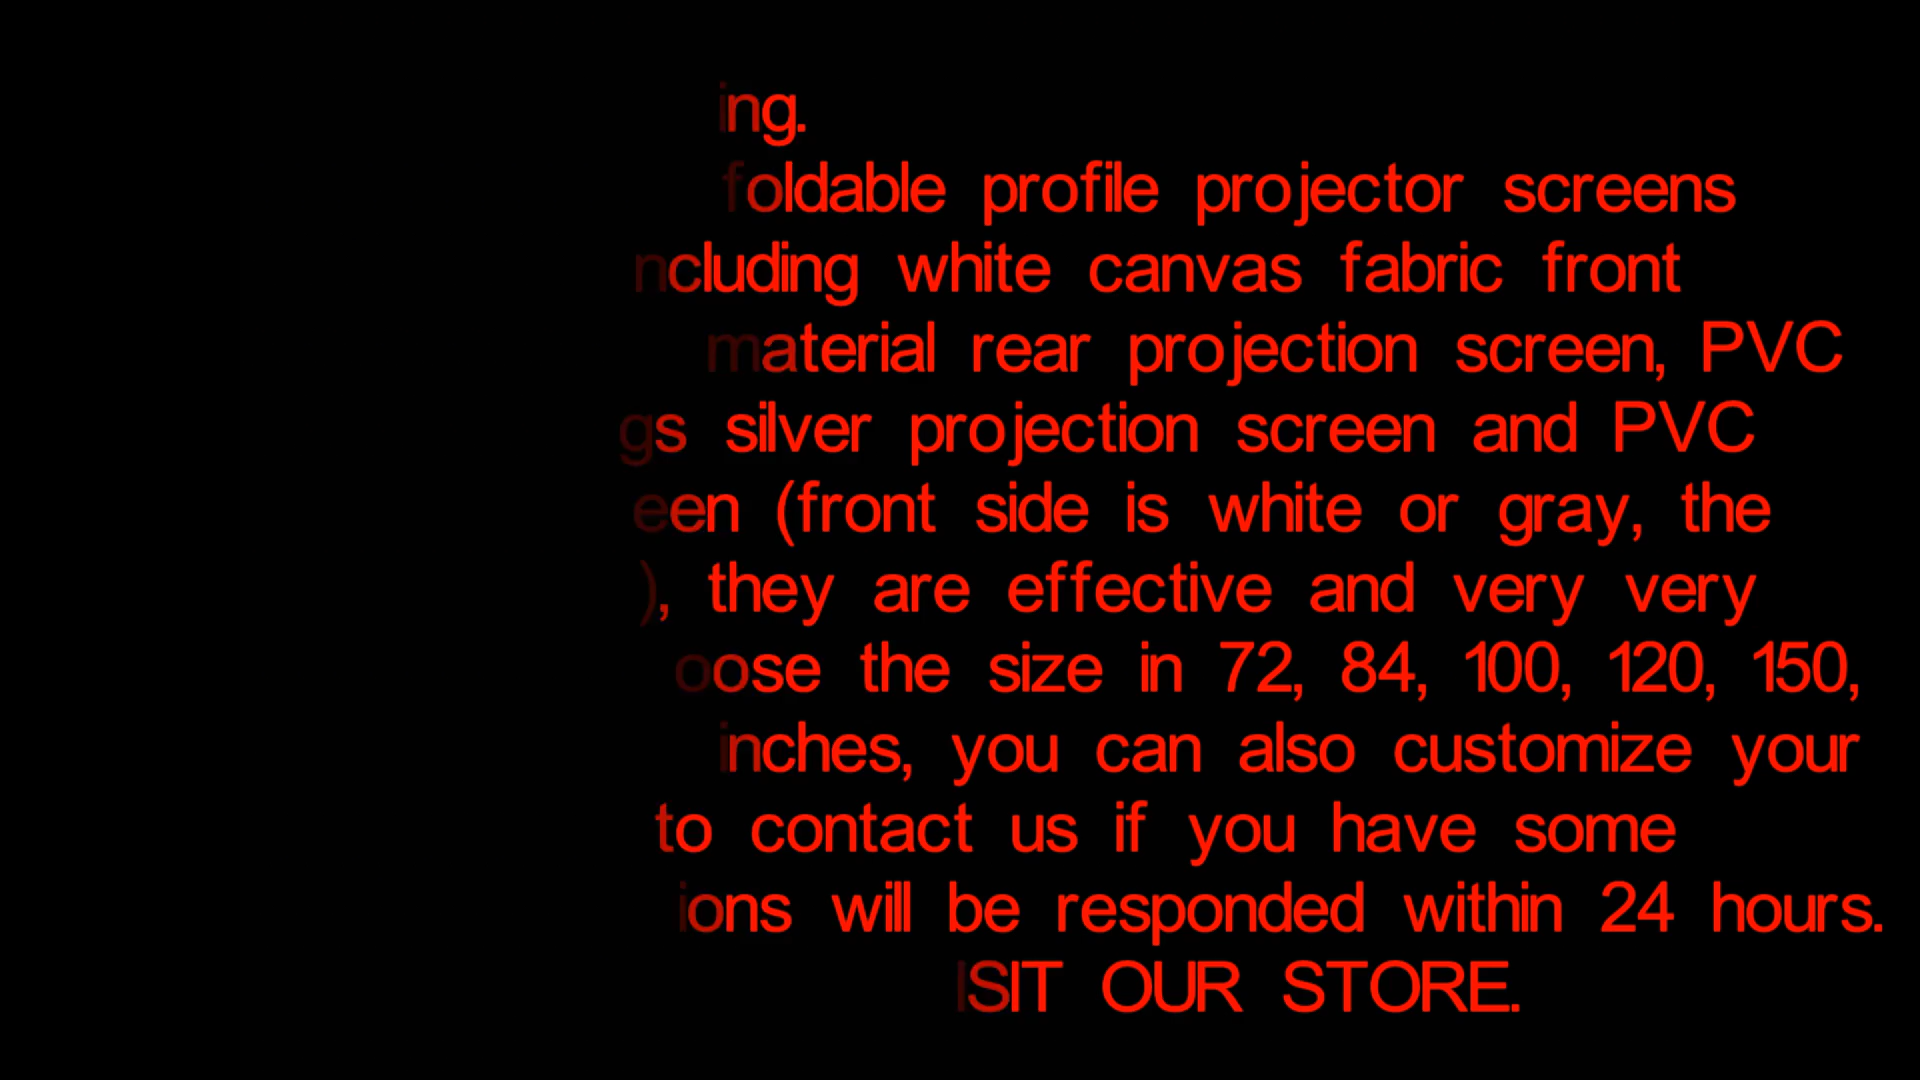 ing.
foldable profile projector screens
ncluding white canvas fabric front
material rear projection screen, PVC
gs silver projection screen and PVC
een (front side is white or gray, the
), they are effective and very very
oose the size in 72, 84, 100, 120, 150,
inches, you can also customize your
to contact us if you have some
ions will be responded within 24 hours.
ISIT OUR STORE.